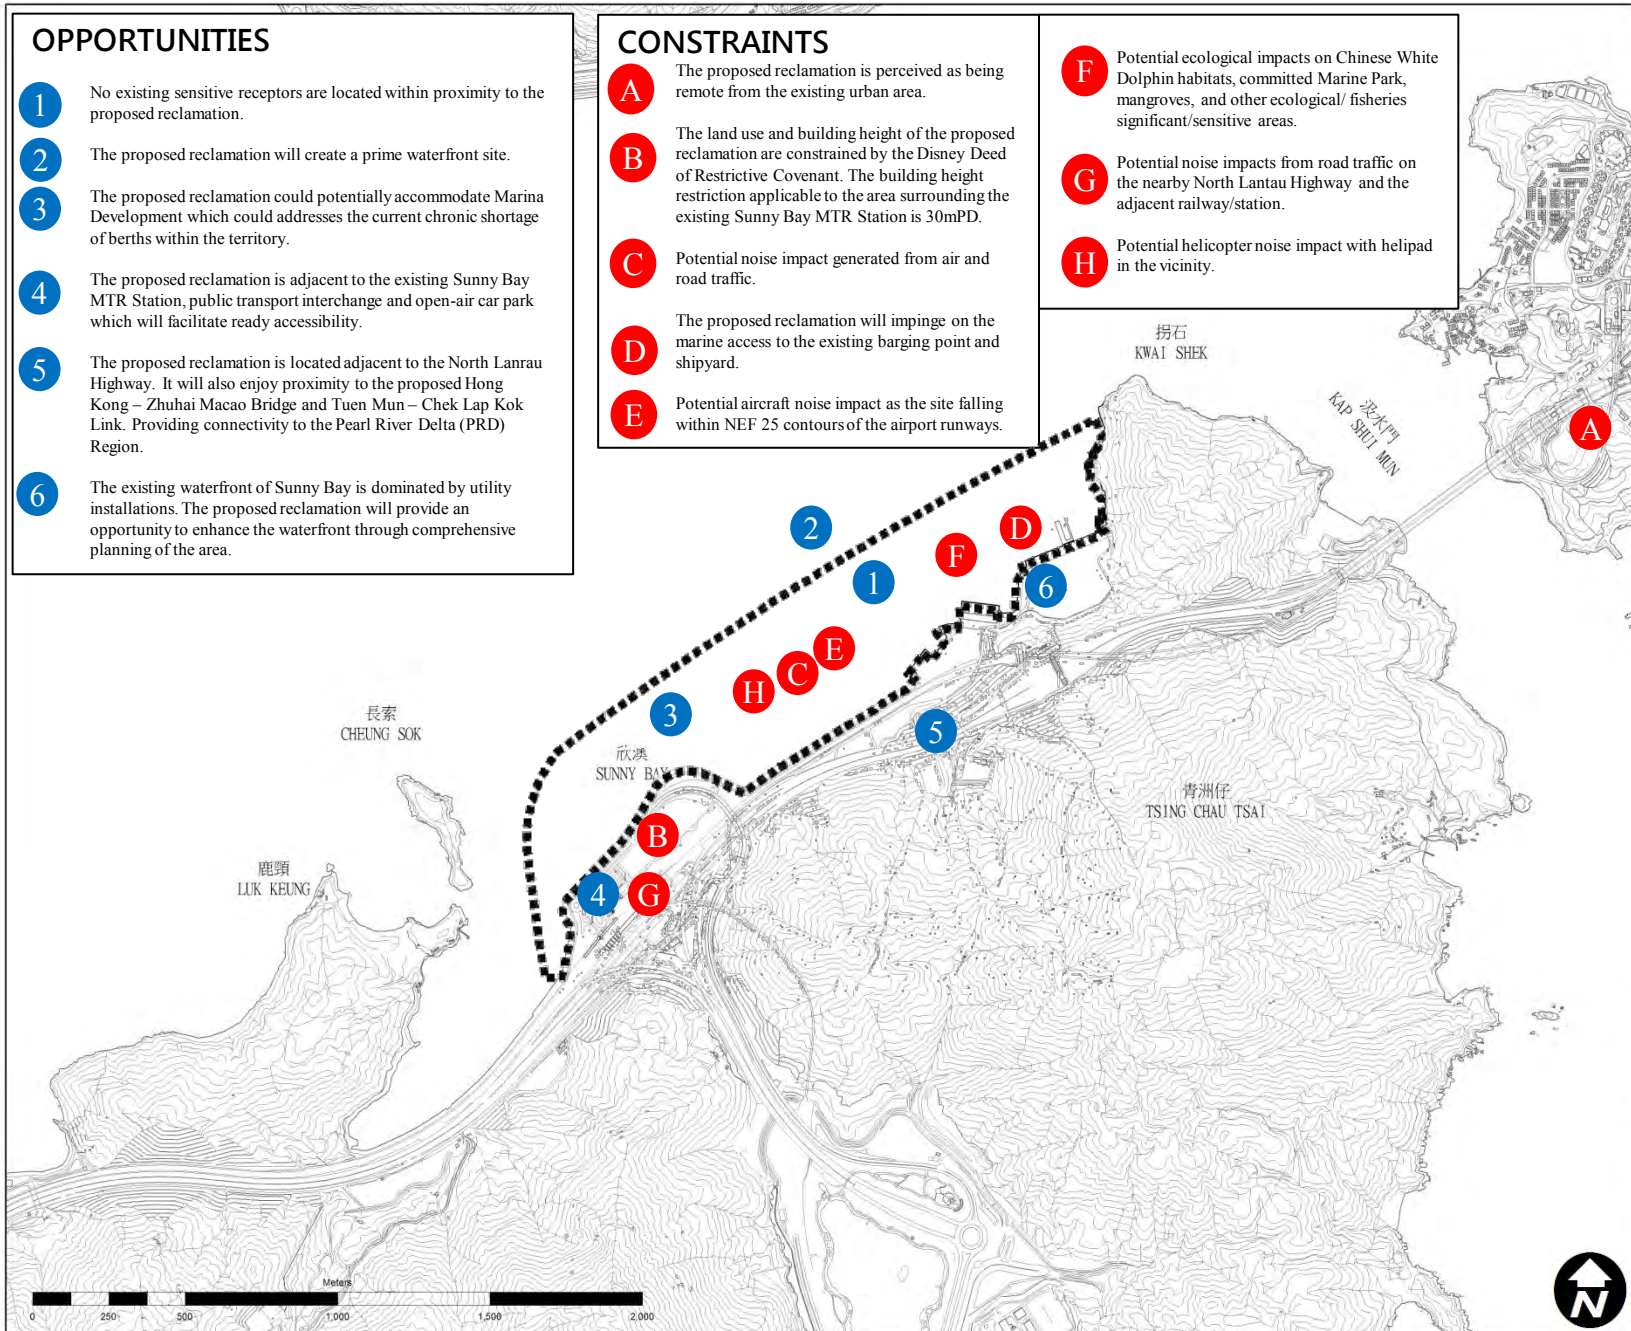 OPPORTUNITIES
1
No existing sensitive receptors are located within proximity to the
proposed reclamation.
2
The proposed reclamation will create a prime waterfront site.
3
The proposed reclamation could potentially accommodate Marina
Development which could addresses the current chronic shortage
of berths within the territory.
4
The proposed reclamation is adjacent to the existing Sunny Bay
MTR Station, public transport interchange and open-air car park
which will facilitate ready accessibility.
5
The proposed reclamation is located adjacent to the North Lanrau
Highway. It will also enjoy proximity to the proposed Hong
Kong – Zhuhai Macao Bridge and Tuen Mun – Chek Lap Kok
Link. Providing connectivity to the Pearl River Delta (PRD)
Region.
6
The existing waterfront of Sunny Bay is dominated by utility
installations. The proposed reclamation will provide an
opportunity to enhance the waterfront through comprehensive
planning of the area.
CONSTRAINTS
A
The proposed reclamation is perceived as being
remote from the existing urban area.
B
The land use and building height of the proposed
reclamation are constrained by the Disney Deed
of Restrictive Covenant. The building height
restriction applicable to the area surrounding the
existing Sunny Bay MTR Station is 30mPD.
C
Potential noise impact generated from air and
road traffic.
D
The proposed reclamation will impinge on the
marine access to the existing barging point and
shipyard.
E
Potential aircraft noise impact as the site falling
within NEF 25 contours of the airport runways.
F
Potential ecological impacts on Chinese White
Dolphin habitats, committed Marine Park,
mangroves, and other ecological/ fisheries
significant/sensitive areas.
G
Potential noise impacts from road traffic on
the nearby North Lantau Highway and the
adjacent railway/station.
H
Potential helicopter noise impact with helipad
in the vicinity.
拐石
KWAI SHEK
汲水門
KAP SHUI MUN
A
2
D
F
1
6
E
C
H
3
5
欣澳
SUNNY BAY
長索
CHEUNG SOK
青洲仔
TSING CHAU TSAI
B
鹿頸
LUK KEUNG
4
G
Meters
0 250 500 1,000 1,500 2,000
N